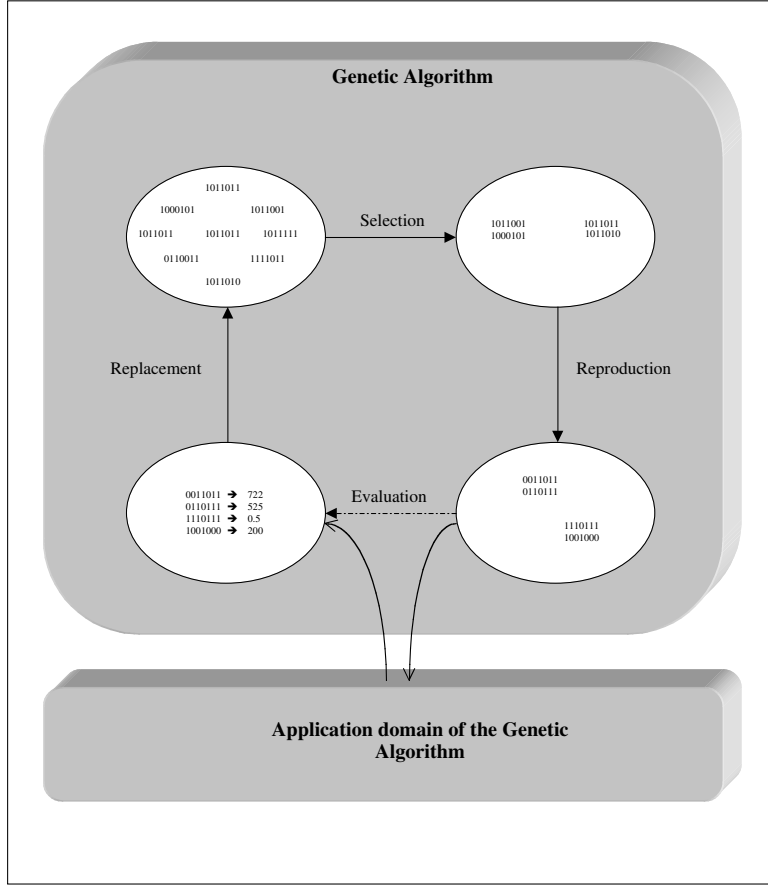 Genetic Algorithm
1011011
1000101 1011001
1011011 1011011 1011111
0110011 1111011
1011010
Selection
1011001 1011011
1000101 1011010
Replacement
Reproduction
0011011 ➔ 722
0110111 ➔ 525
1110111 ➔ 0.5
1001000 ➔ 200
Evaluation
0011011
0110111
1110111
1001000
Application domain of the Genetic
Algorithm